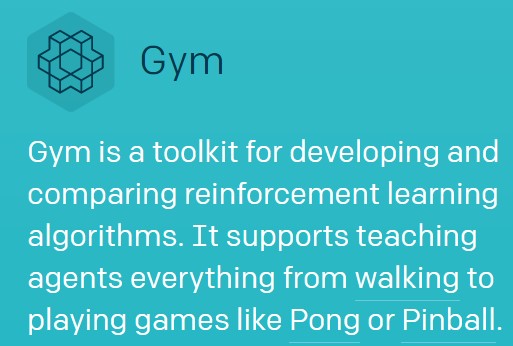 Gym
Gym is a toolkit for developing and
comparing reinforcement learning
algorithms. It supports teaching
agents everything from walking to
playing games like Pong or Pinball.